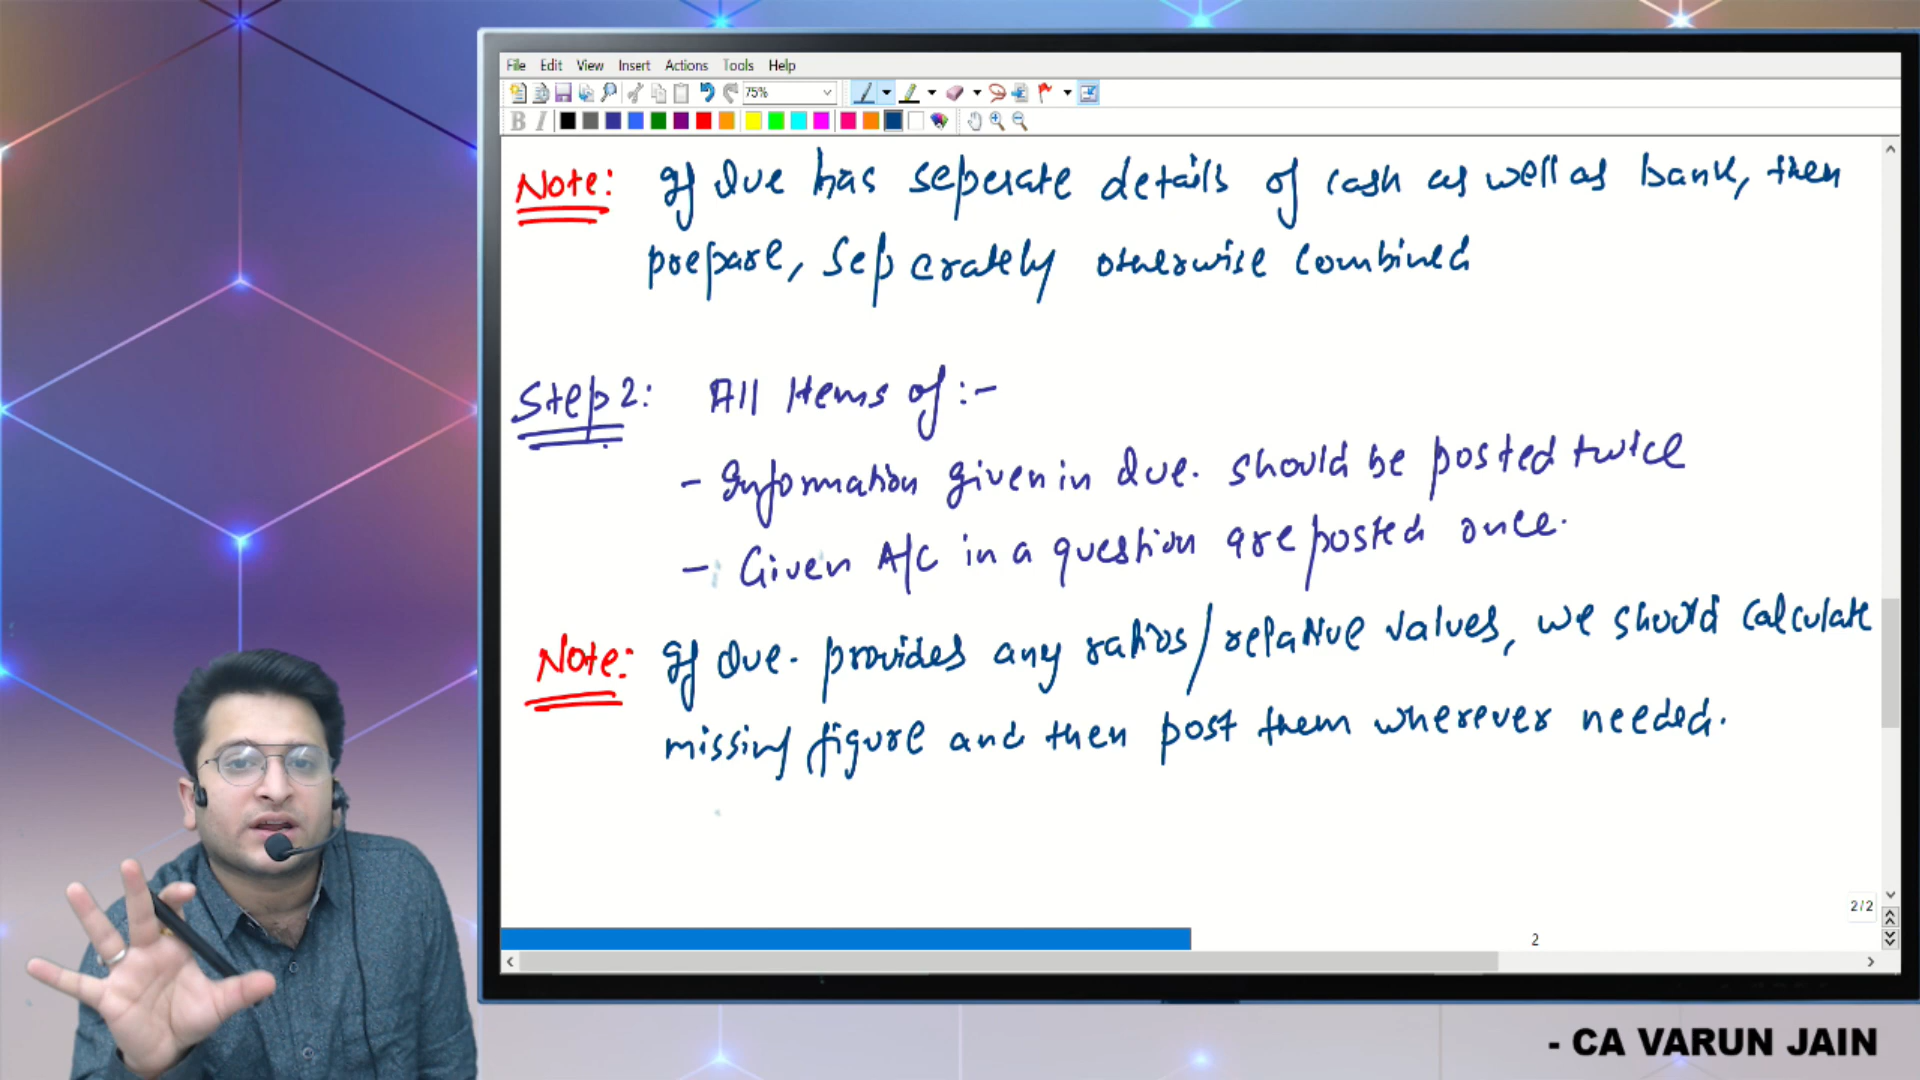 File Edit View Insert Actions Tools Help
75%
B I
Note: If Que has seperate details of cash as well as bank, then
prepare, Seperately otherwise combined
Step 2: All Items of :-
- Information given in Que. should be posted twice
- Given A/C in a question are posted once.
Note: If Que. provides any ratios/relative values, we should calculate
missing figure and then post them wherever needed.
2/2
2
- CA VARUN JAIN